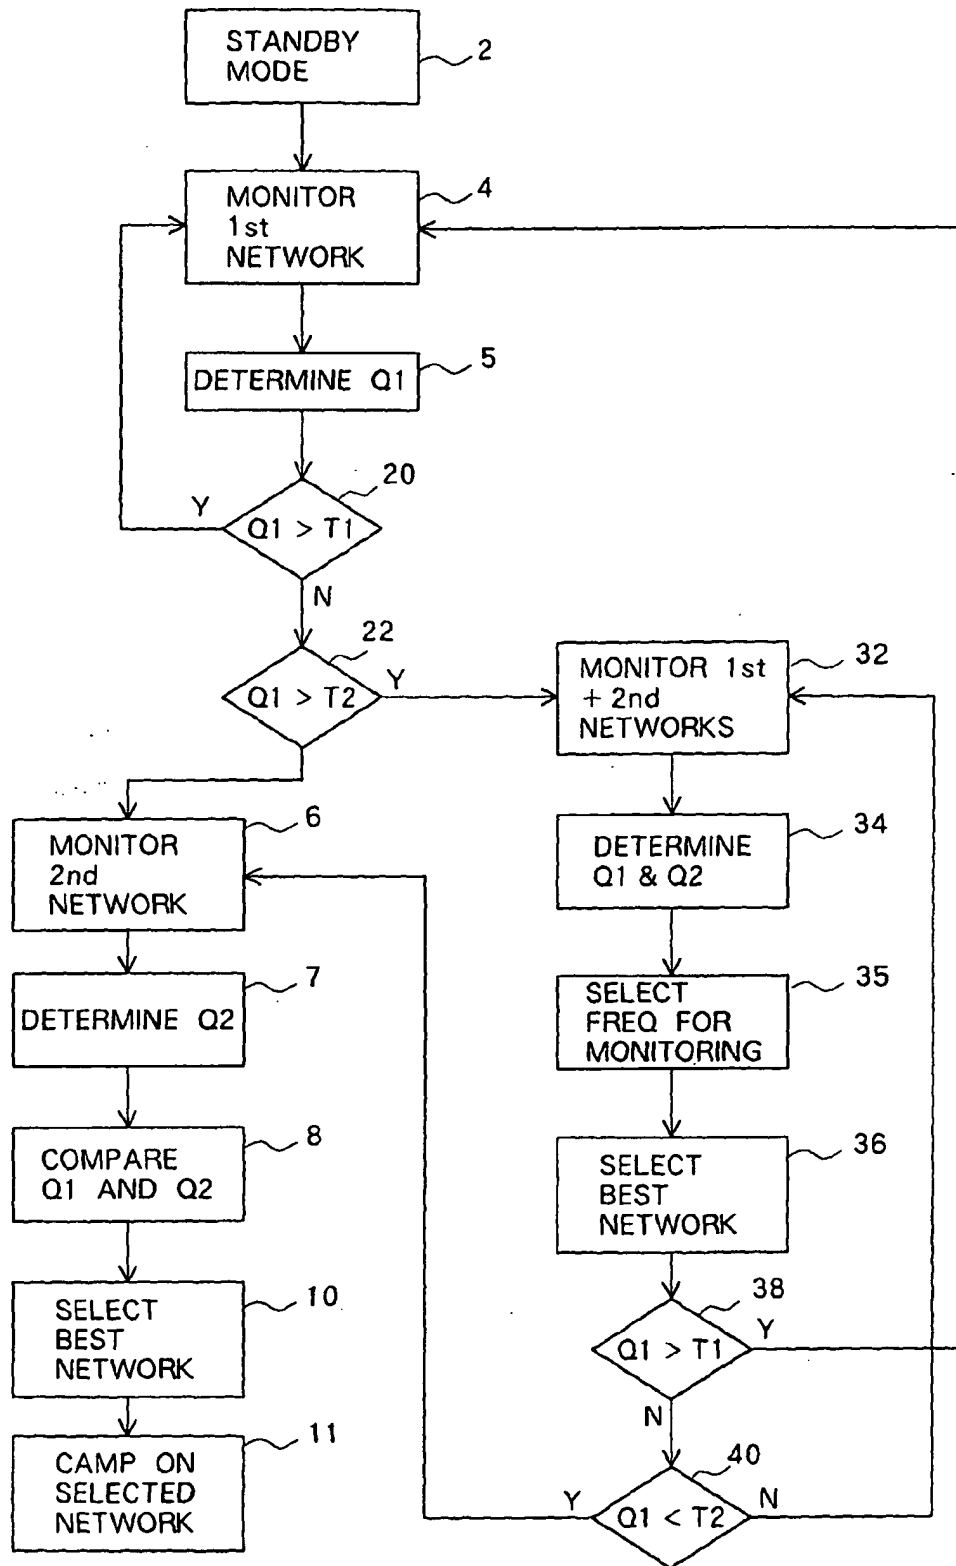 STANDBY
MODE
2
MONITOR
1st
NETWORK
4
DETERMINE Q1
5
20
Y
Q1 > T1
N
22
Q1 > T2
Y
MONITOR 1st
+ 2nd
NETWORKS
32
MONITOR
2nd
NETWORK
6
DETERMINE
Q1 & Q2
34
DETERMINE Q2
7
SELECT
FREQ FOR
MONITORING
35
COMPARE
Q1 AND Q2
8
SELECT
BEST
NETWORK
36
SELECT
BEST
NETWORK
10
38
Q1 > T1
Y
N
CAMP ON
SELECTED
NETWORK
11
40
Y
Q1 < T2
N